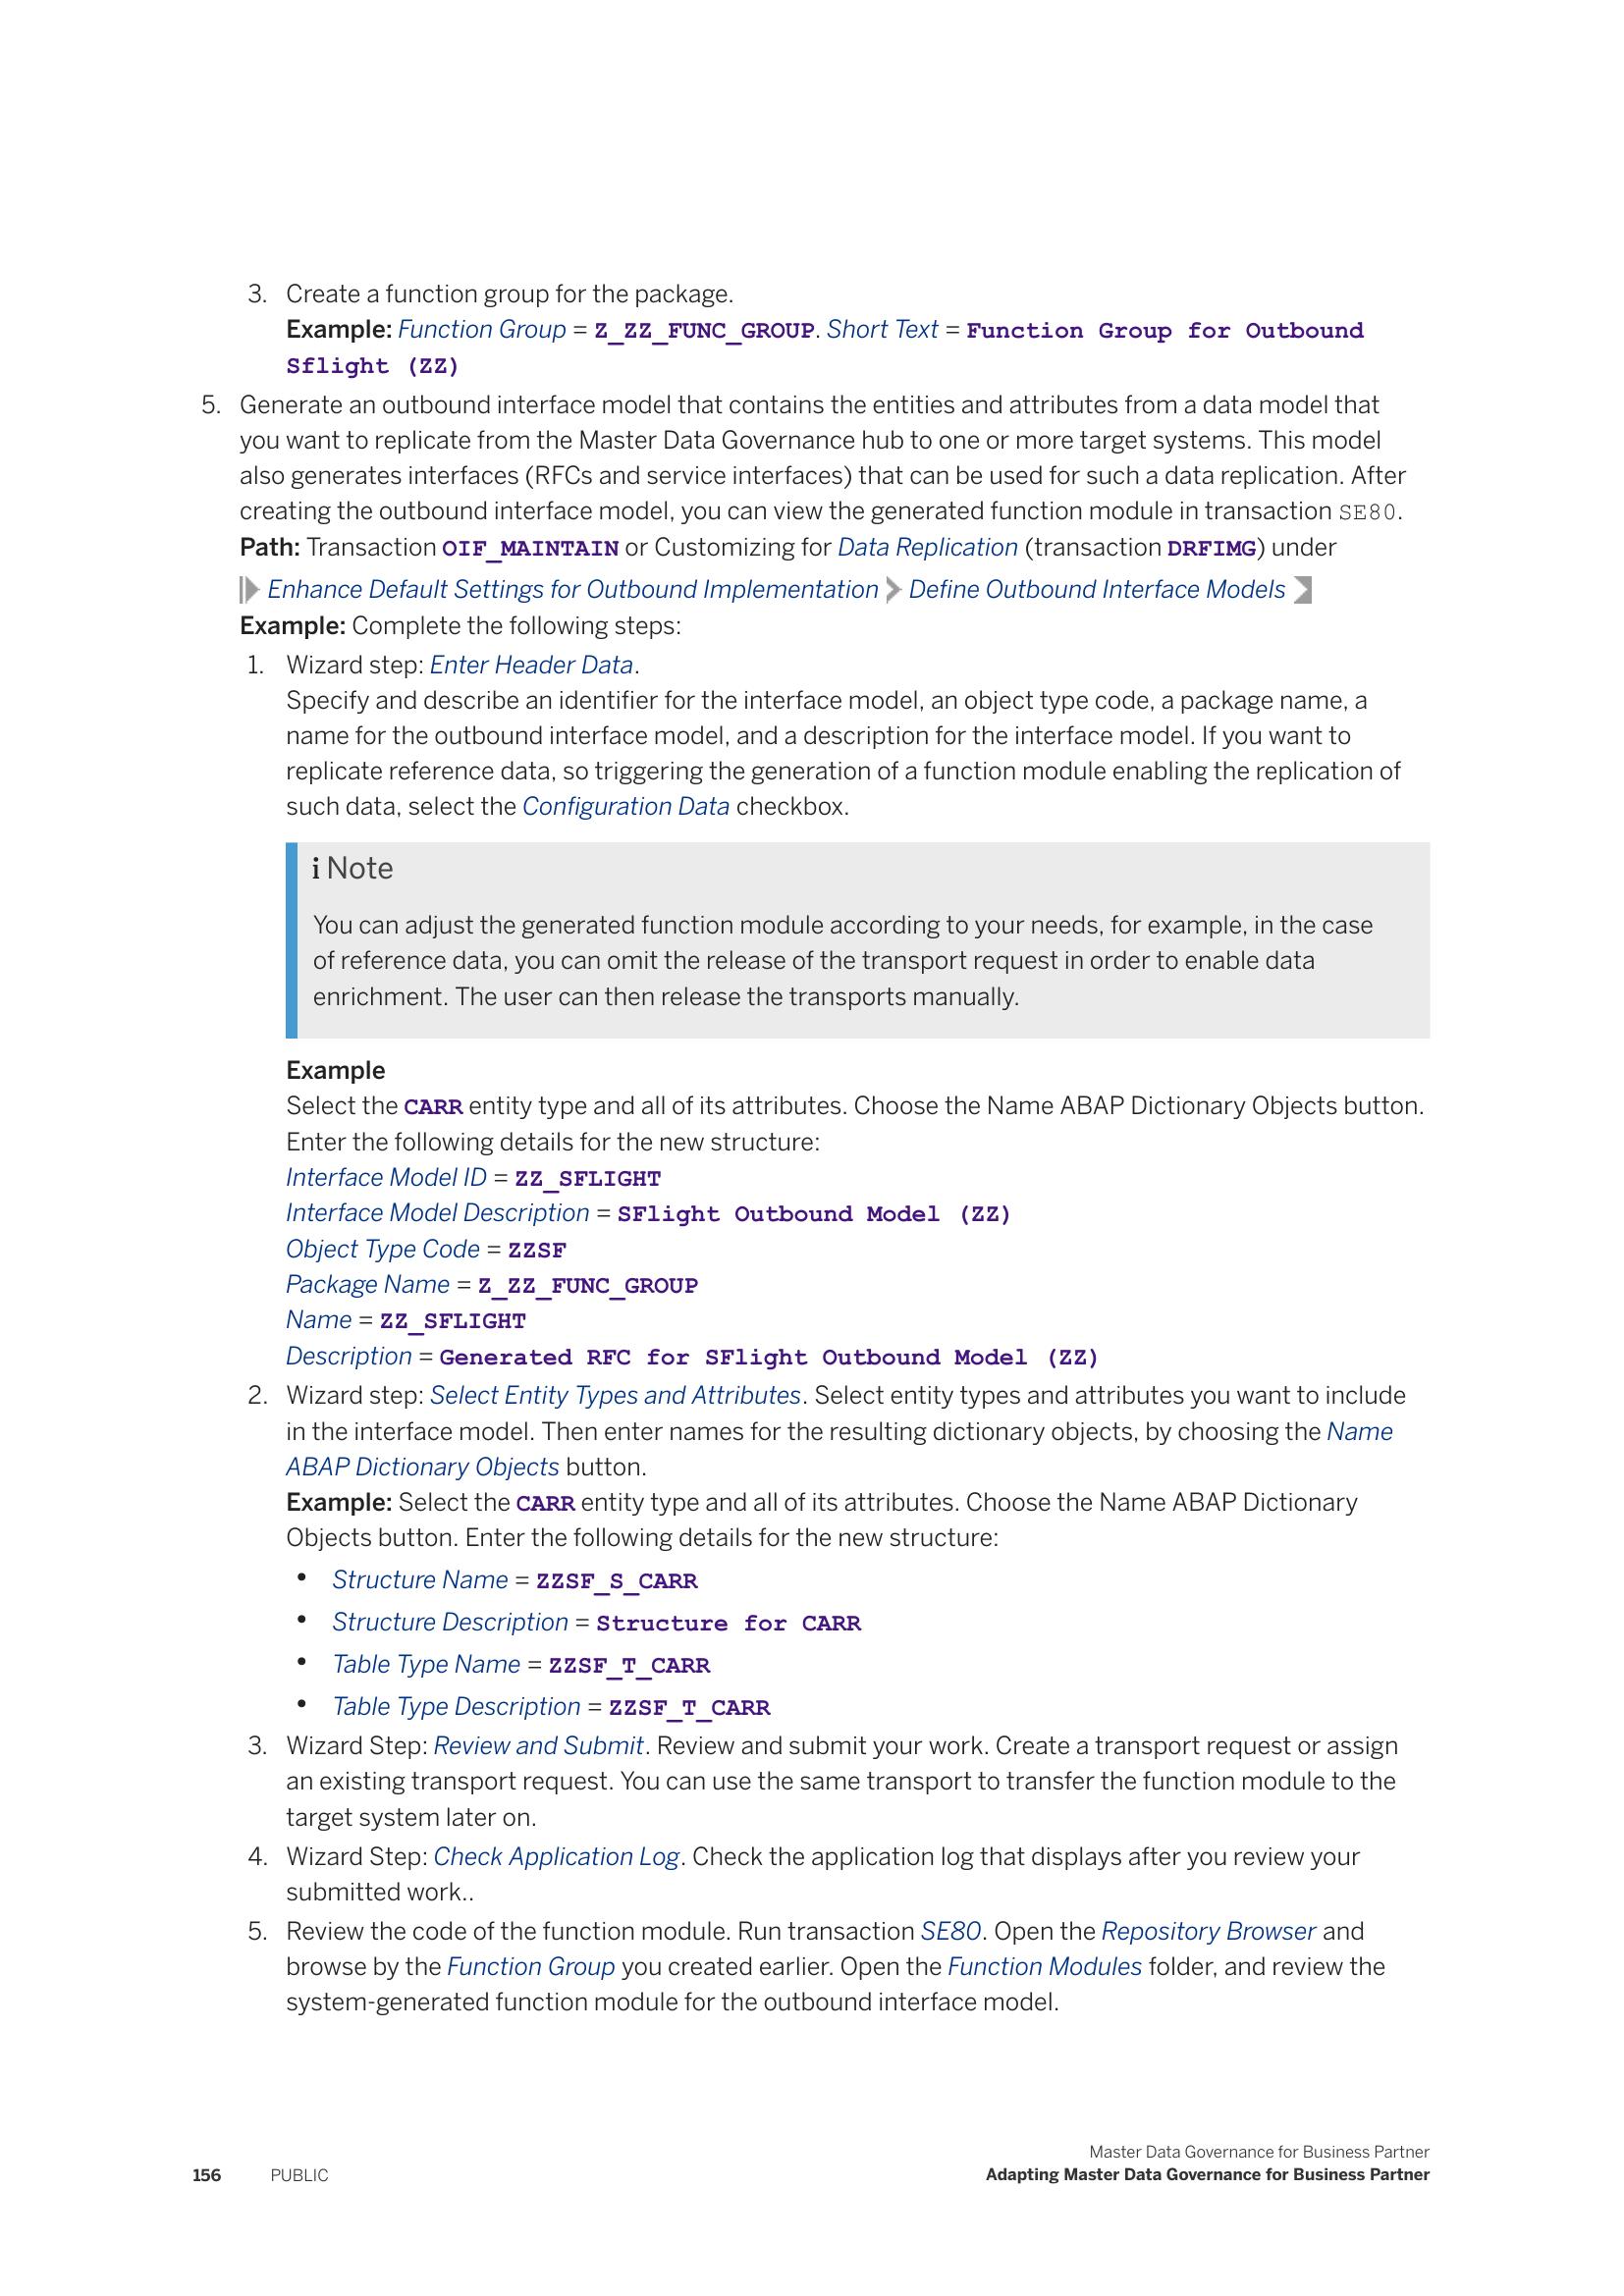 3. Create a function group for the package.
Example: Function Group = Z_ZZ_FUNC_GROUP. Short Text = Function Group for Outbound
Sflight (ZZ)
5. Generate an outbound interface model that contains the entities and attributes from a data model that
you want to replicate from the Master Data Governance hub to one or more target systems. This model
also generates interfaces (RFCs and service interfaces) that can be used for such a data replication. After
creating the outbound interface model, you can view the generated function module in transaction SE80.
Path: Transaction OIF_MAINTAIN or Customizing for Data Replication (transaction DRFIMG) under
Enhance Default Settings for Outbound Implementation Define Outbound Interface Models
Example: Complete the following steps:
1. Wizard step: Enter Header Data.
Specify and describe an identifier for the interface model, an object type code, a package name, a
name for the outbound interface model, and a description for the interface model. If you want to
replicate reference data, so triggering the generation of a function module enabling the replication of
such data, select the Configuration Data checkbox.
i Note
You can adjust the generated function module according to your needs, for example, in the case
of reference data, you can omit the release of the transport request in order to enable data
enrichment. The user can then release the transports manually.
Example
Select the CARR entity type and all of its attributes. Choose the Name ABAP Dictionary Objects button.
Enter the following details for the new structure:
Interface Model ID = ZZ_SFLIGHT
Interface Model Description = SFlight Outbound Model (ZZ)
Object Type Code = ZZSF
Package Name = Z_ZZ_FUNC_GROUP
Name = ZZ_SFLIGHT
Description = Generated RFC for SFlight Outbound Model (ZZ)
2. Wizard step: Select Entity Types and Attributes. Select entity types and attributes you want to include
in the interface model. Then enter names for the resulting dictionary objects, by choosing the Name
ABAP Dictionary Objects button.
Example: Select the CARR entity type and all of its attributes. Choose the Name ABAP Dictionary
Objects button. Enter the following details for the new structure:
• Structure Name = ZZSF_S_CARR
• Structure Description = Structure for CARR
• Table Type Name = ZZSF_T_CARR
• Table Type Description = ZZSF_T_CARR
3. Wizard Step: Review and Submit. Review and submit your work. Create a transport request or assign
an existing transport request. You can use the same transport to transfer the function module to the
target system later on.
4. Wizard Step: Check Application Log. Check the application log that displays after you review your
submitted work..
5. Review the code of the function module. Run transaction SE80. Open the Repository Browser and
browse by the Function Group you created earlier. Open the Function Modules folder, and review the
system-generated function module for the outbound interface model.
Master Data Governance for Business Partner
156 PUBLIC Adapting Master Data Governance for Business Partner